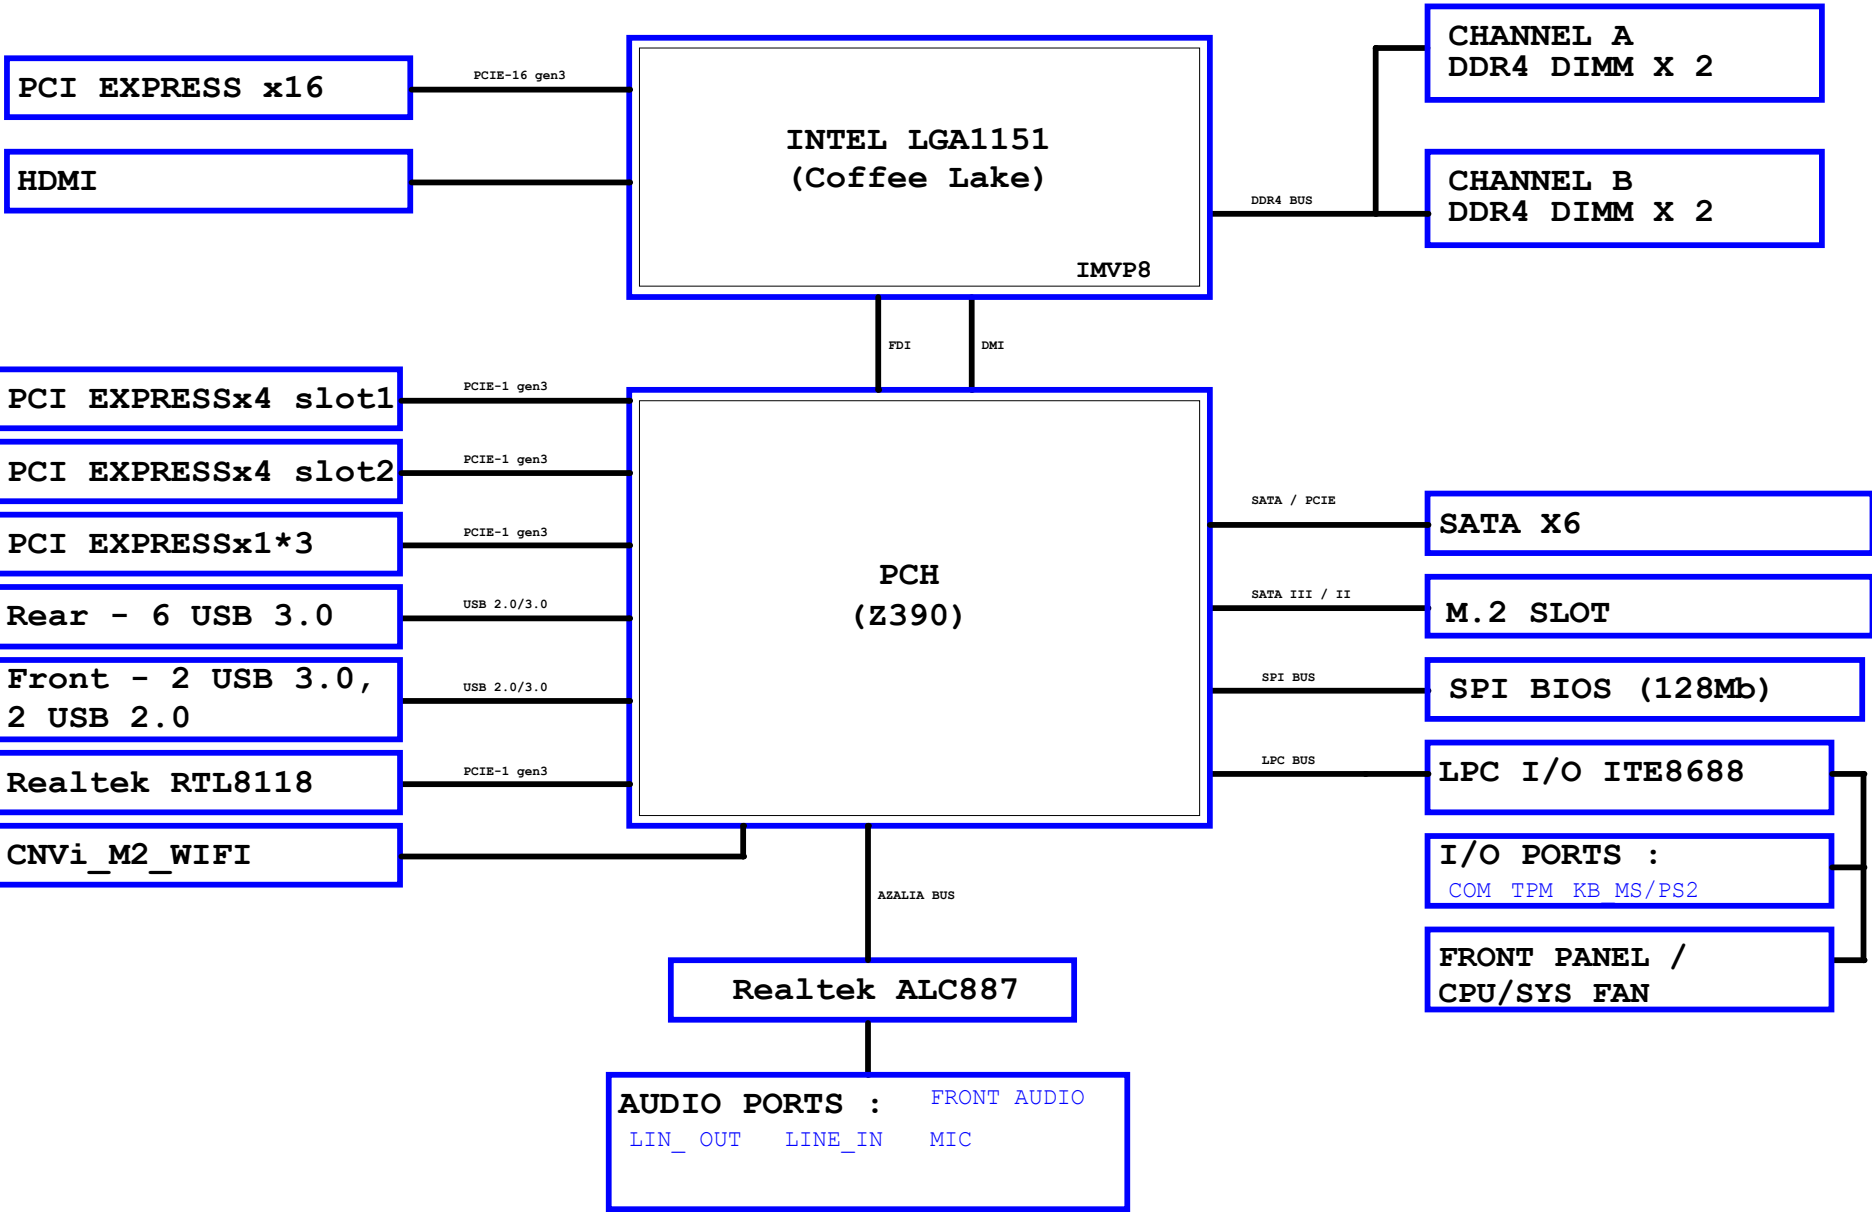 PCI EXPRESS x16
PCIE-16 gen3
HDMI
INTEL LGA1151
(Coffee Lake)
IMVP8
CHANNEL A
DDR4 DIMM X 2
DDR4 BUS
CHANNEL B
DDR4 DIMM X 2
FDI
DMI
PCI EXPRESSx4 slot1
PCIE-1 gen3
PCI EXPRESSx4 slot2
PCIE-1 gen3
PCI EXPRESSx1*3
PCIE-1 gen3
Rear - 6 USB 3.0
USB 2.0/3.0
Front - 2 USB 3.0,
2 USB 2.0
USB 2.0/3.0
Realtek RTL8118
PCIE-1 gen3
CNVi_M2_WIFI
PCH
(Z390)
SATA / PCIE
SATA X6
SATA III / II
M.2 SLOT
SPI BUS
SPI BIOS (128Mb)
LPC BUS
LPC I/O ITE8688
I/O PORTS :
COM TPM KB_MS/PS2
FRONT PANEL /
CPU/SYS FAN
AZALIA BUS
Realtek ALC887
AUDIO PORTS : FRONT AUDIO
LIN_ OUT LINE_IN MIC